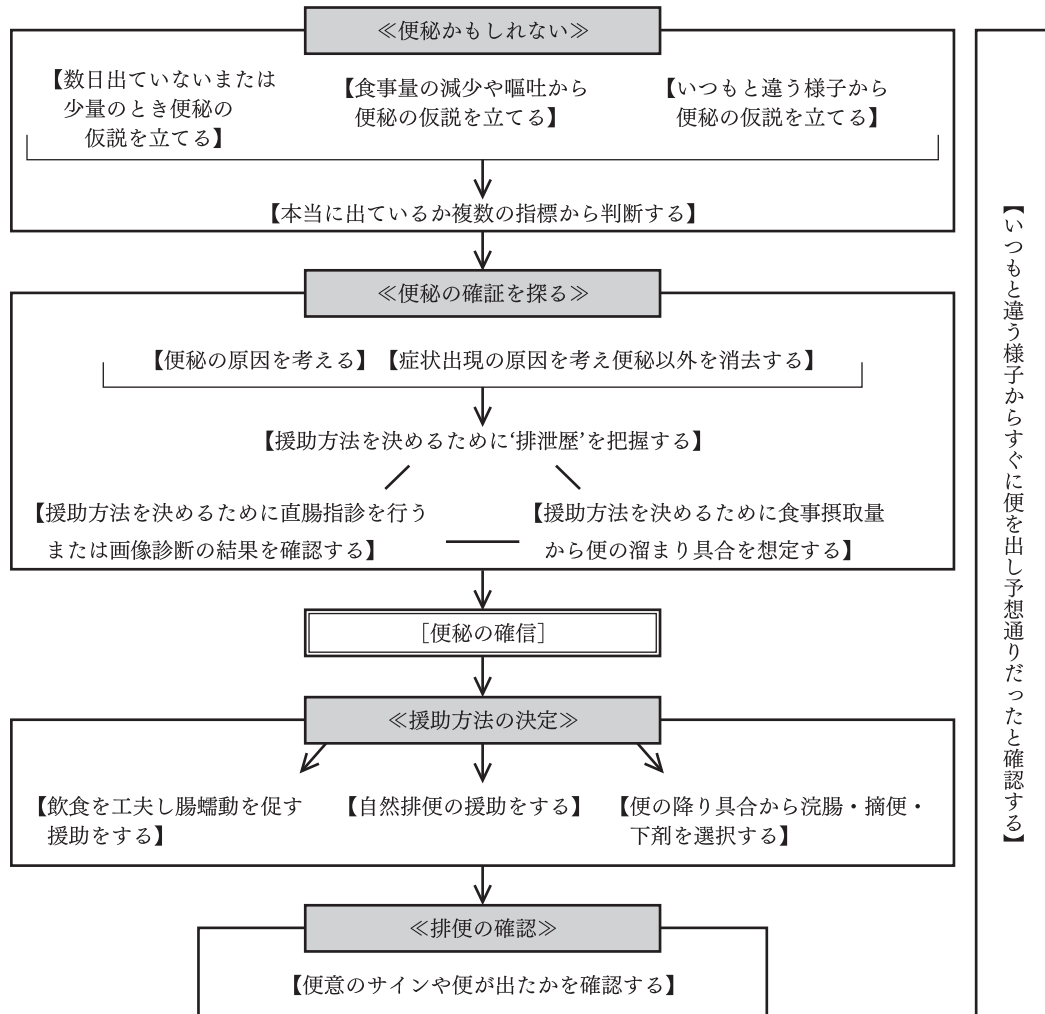 ≪便秘かもしれない≫
【数日出ていないまたは
少量のとき便秘の
仮説を立てる】
【食事量の減少や嘔吐から
便秘の仮説を立てる】
【いつもと違う様子から
便秘の仮説を立てる】
【本当に出ているか複数の指標から判断する】
≪便秘の確証を探る≫
【便秘の原因を考える】【症状出現の原因を考え便秘以外を消去する】
【援助方法を決めるために‘排泄歴’を把握する】
【援助方法を決めるために直腸指診を行う
または画像診断の結果を確認する】
【援助方法を決めるために食事摂取量
から便の溜まり具合を想定する】
［便秘の確信］
≪援助方法の決定≫
【飲食を工夫し腸蠕動を促す
援助をする】
【自然排便の援助をする】
【便の降り具合から浣腸・摘便・
下剤を選択する】
≪排便の確認≫
【便意のサインや便が出たかを確認する】
【いつもと違う様子からすぐに便を出し予想通りだったと確認する】